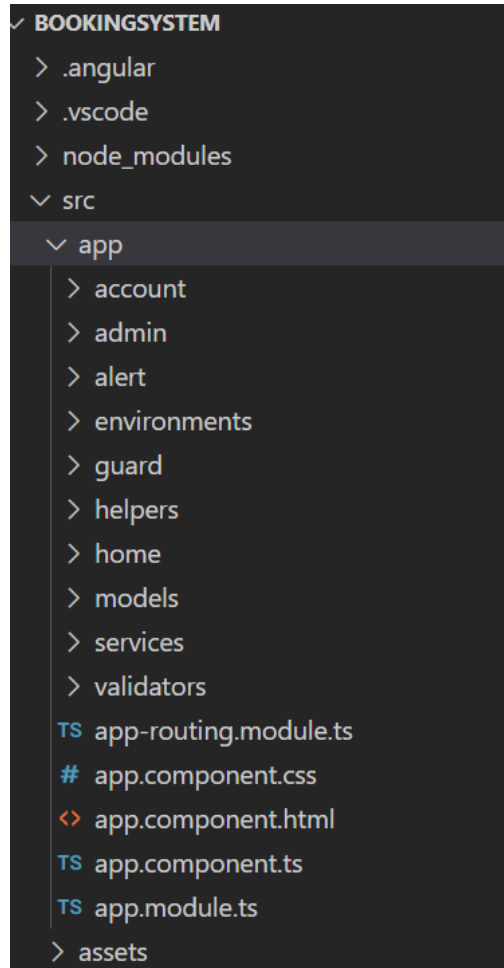 BOOKINGSYSTEM
.angular
.vscode
node_modules
src
app
account
admin
alert
environments
guard
helpers
home
models
services
validators
TS app-routing.module.ts
# app.component.css
<> app.component.html
TS app.component.ts
TS app.module.ts
assets